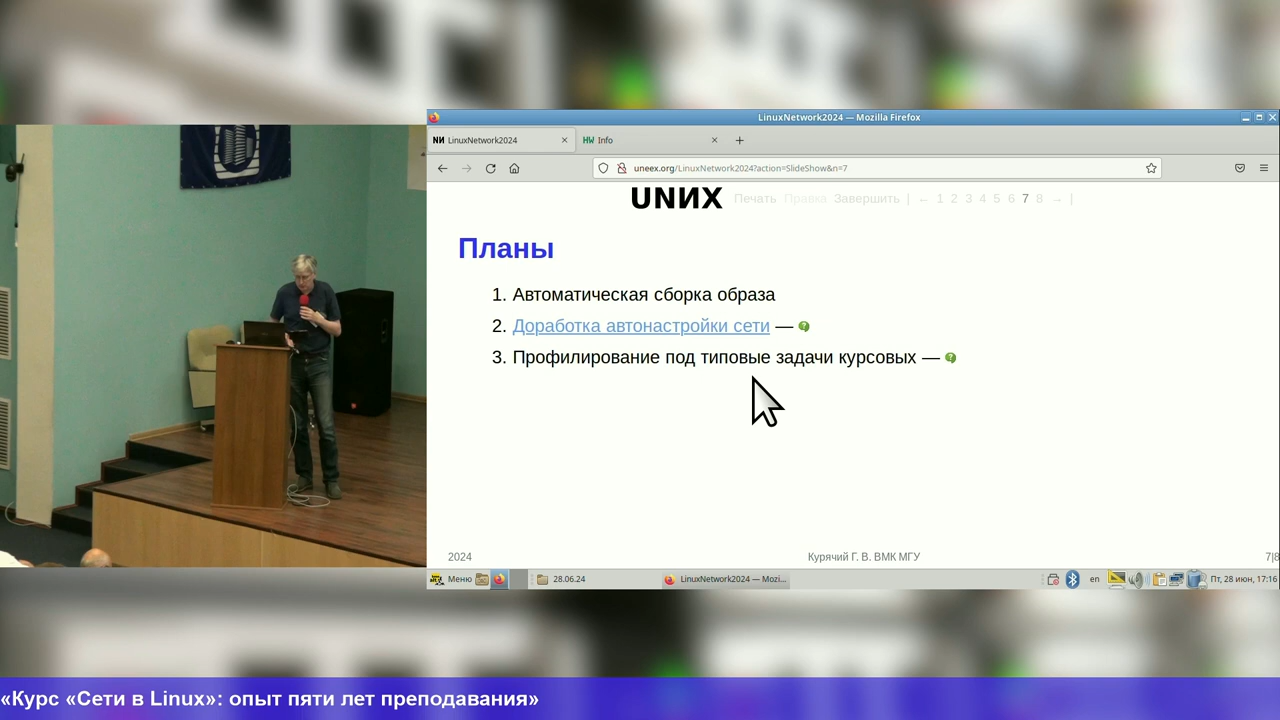 LinuxNetwork2024 — Mozilla Firefox
NИ LinuxNetwork2024
HW Info
uneex.org/LinuxNetwork2024?action=SlideShow&n=7
UNИX Печать Правка Завершить | ← 1 2 3 4 5 6 7 8 → |
Планы
1. Автоматическая сборка образа
2. Доработка автонастройки сети —
3. Профилирование под типовые задачи курсовых —
2024 Курячий Г. В. ВМК МГУ 7|8
Меню 28.06.24 LinuxNetwork2024 — Mozi... en Пт, 28 июн, 17:16
«Курс «Сети в Linux»: опыт пяти лет преподавания»